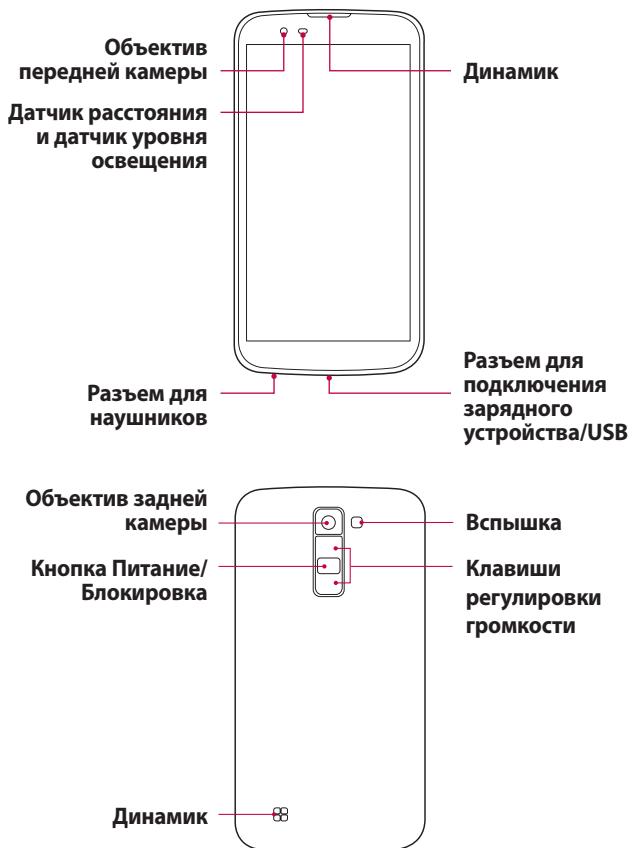 Объектив
передней камеры
Динамик
Датчик расстояния
и датчик уровня
освещения
Разъем для
наушников
Разъем для
подключения
зарядного
устройства/USB
Объектив задней
камеры
Вспышка
Кнопка Питание/
Блокировка
Клавиши
регулировки
громкости
Динамик